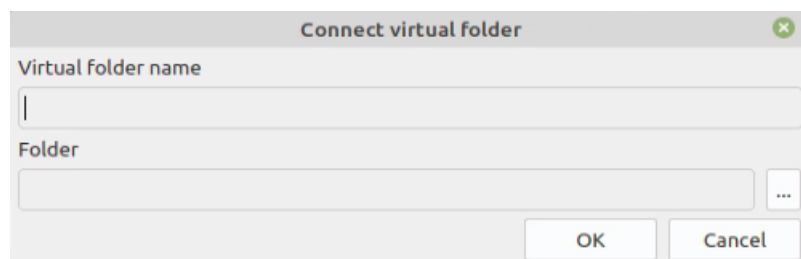 Connect virtual folder
Virtual folder name
Folder
...
OK
Cancel